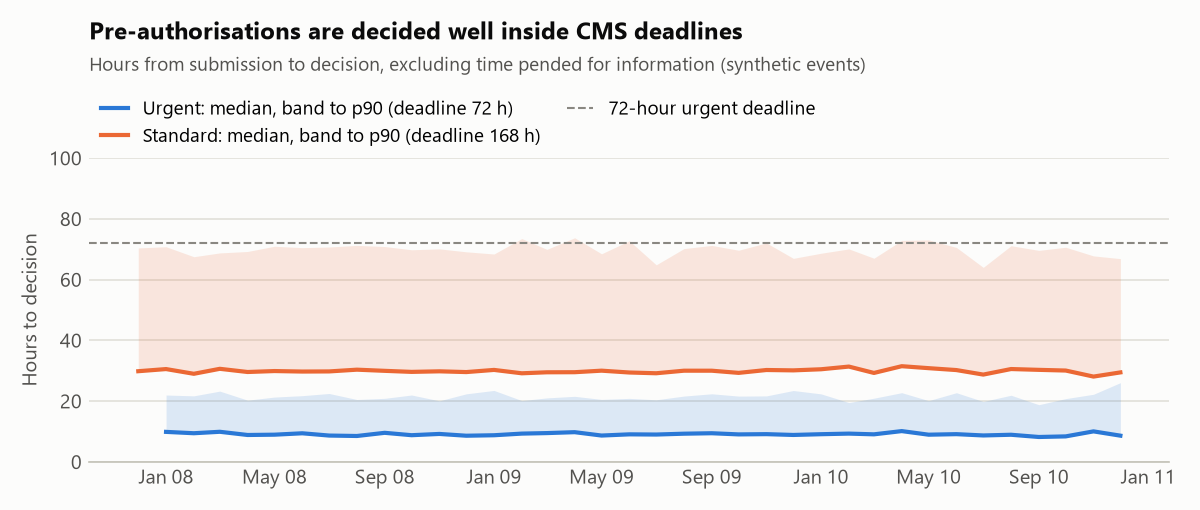 Pre-authorisations are decided well inside CMS deadlines
Hours from submission to decision, excluding time pended for information (synthetic events)
Urgent: median, band to p90 (deadline 72 h)
72-hour urgent deadline
Standard: median, band to p90 (deadline 168 h)
100
80
60
40
20
0
Hours to decision
Jan 08 May 08 Sep 08 Jan 09 May 09 Sep 09 Jan 10 May 10 Sep 10 Jan 11